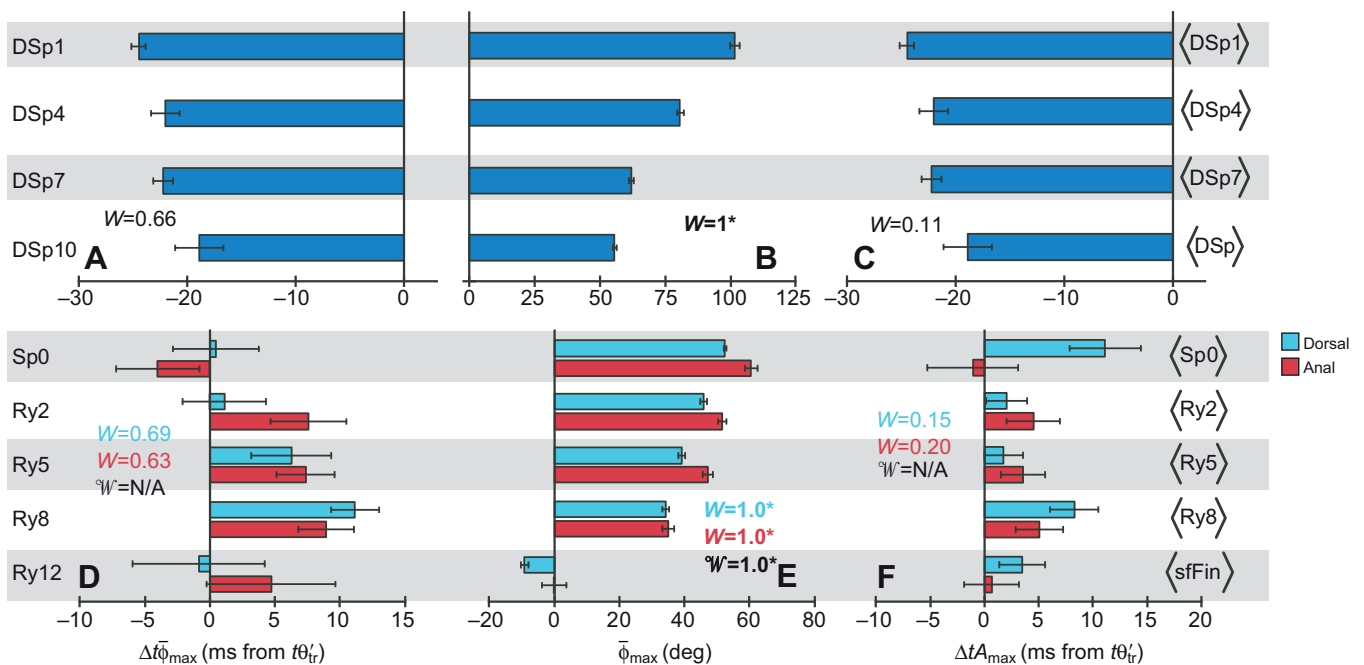 DSp1
⟨DSp1⟩
DSp4
⟨DSp4⟩
DSp7
⟨DSp7⟩
W=0.66
W=1*
W=0.11
DSp10
A
B
C
⟨DSp⟩
–30 –20 –10 0
0 25 50 75 100 125
–30 –20 –10 0
Sp0
⟨Sp0⟩
Dorsal
Anal
Ry2
⟨Ry2⟩
W=0.69
W=0.63
𝒲=N/A
W=0.15
W=0.20
𝒲=N/A
Ry5
⟨Ry5⟩
Ry8
⟨Ry8⟩
W=1.0*
W=1.0*
𝒲=1.0*
Ry12
D
E
F
⟨sfFin⟩
–10 –5 0 5 10 15
–20 0 20 40 60 80
–10 –5 0 5 10 15 20
Δtϕ̄max (ms from tθ′tr)
ϕ̄max (deg)
ΔtAmax (ms from tθ′tr)